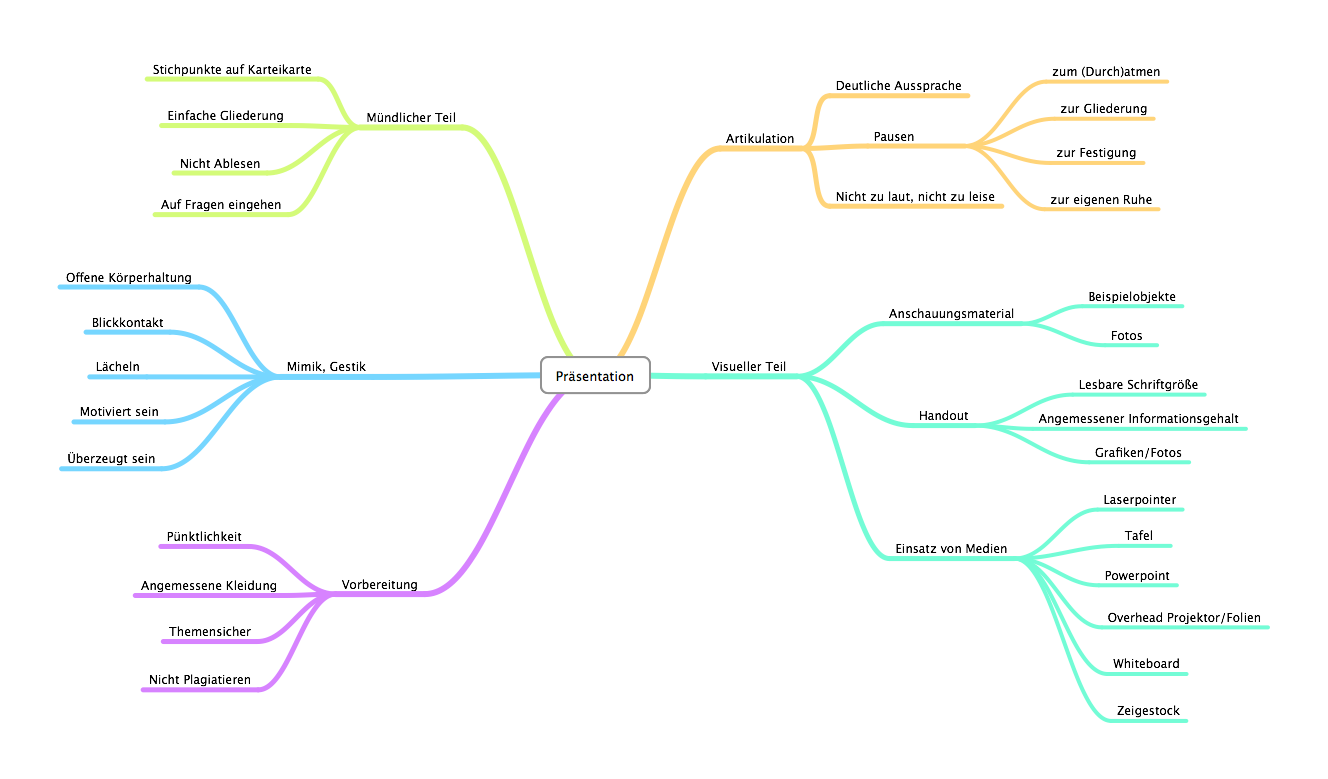 Präsentation
Mündlicher Teil
Stichpunkte auf Karteikarte
Einfache Gliederung
Nicht Ablesen
Auf Fragen eingehen
Mimik, Gestik
Offene Körperhaltung
Blickkontakt
Lächeln
Motiviert sein
Überzeugt sein
Vorbereitung
Pünktlichkeit
Angemessene Kleidung
Themensicher
Nicht Plagiatieren
Artikulation
Deutliche Aussprache
Pausen
zum (Durch)atmen
zur Gliederung
zur Festigung
zur eigenen Ruhe
Nicht zu laut, nicht zu leise
Visueller Teil
Anschauungsmaterial
Beispielobjekte
Fotos
Handout
Lesbare Schriftgröße
Angemessener Informationsgehalt
Grafiken/Fotos
Einsatz von Medien
Laserpointer
Tafel
Powerpoint
Overhead Projektor/Folien
Whiteboard
Zeigestock